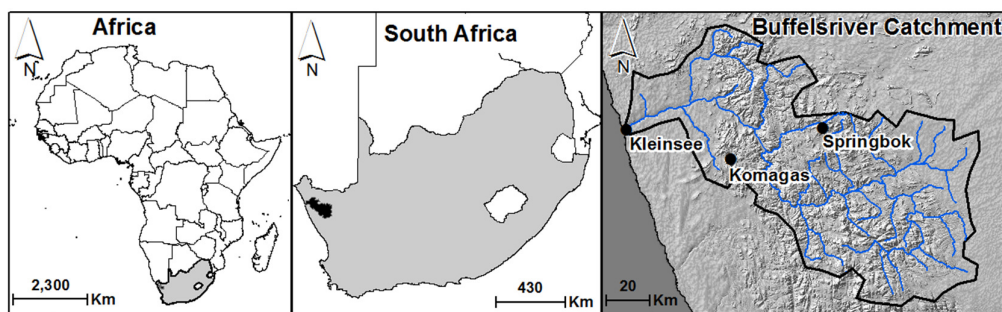 Africa
N
2,300
Km
South Africa
N
430
Km
Buffelsriver Catchment
N
Kleinsee
Springbok
Komagas
20
Km